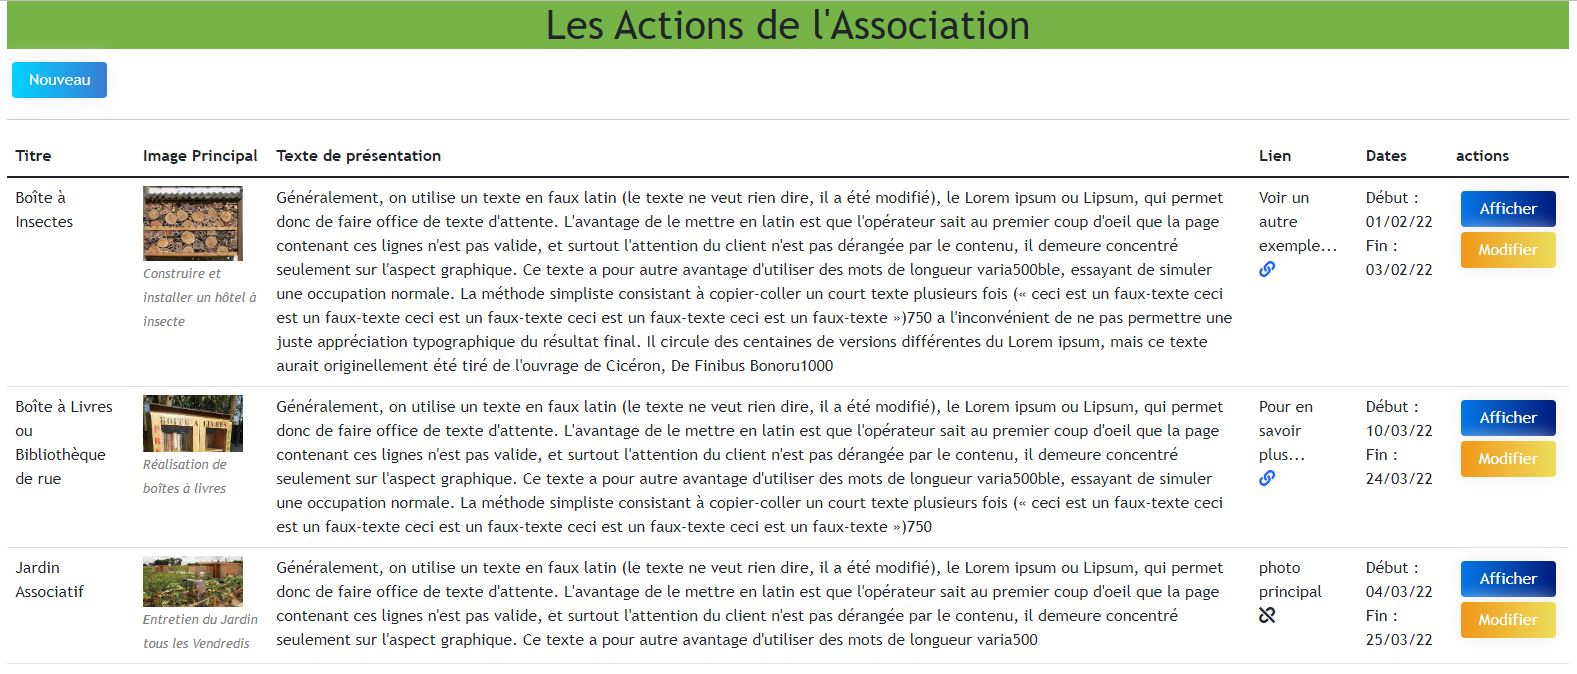 Les Actions de l'Association
Nouveau
Titre
Image Principal
Texte de présentation
Lien
Dates
actions
Boîte à
Insectes
Construire et
installer un hôtel à
insecte
Généralement, on utilise un texte en faux latin (le texte ne veut rien dire, il a été modifié), le Lorem ipsum ou Lipsum, qui permet
donc de faire office de texte d'attente. L'avantage de le mettre en latin est que l'opérateur sait au premier coup d'oeil que la page
contenant ces lignes n'est pas valide, et surtout l'attention du client n'est pas dérangée par le contenu, il demeure concentré
seulement sur l'aspect graphique. Ce texte a pour autre avantage d'utiliser des mots de longueur varia500ble, essayant de simuler
une occupation normale. La méthode simpliste consistant à copier-coller un court texte plusieurs fois (« ceci est un faux-texte ceci
est un faux-texte ceci est un faux-texte ceci est un faux-texte ceci est un faux-texte »)750 a l'inconvénient de ne pas permettre une
juste appréciation typographique du résultat final. Il circule des centaines de versions différentes du Lorem ipsum, mais ce texte
aurait originellement été tiré de l'ouvrage de Cicéron, De Finibus Bonoru1000
Voir un
autre
exemple...
Début :
01/02/22
Fin :
03/02/22
Afficher
Modifier
Boîte à Livres
ou
Bibliothèque
de rue
BOITE A LIVRES
Réalisation de
boîtes à livres
Généralement, on utilise un texte en faux latin (le texte ne veut rien dire, il a été modifié), le Lorem ipsum ou Lipsum, qui permet
donc de faire office de texte d'attente. L'avantage de le mettre en latin est que l'opérateur sait au premier coup d'oeil que la page
contenant ces lignes n'est pas valide, et surtout l'attention du client n'est pas dérangée par le contenu, il demeure concentré
seulement sur l'aspect graphique. Ce texte a pour autre avantage d'utiliser des mots de longueur varia500ble, essayant de simuler
une occupation normale. La méthode simpliste consistant à copier-coller un court texte plusieurs fois (« ceci est un faux-texte ceci
est un faux-texte ceci est un faux-texte ceci est un faux-texte ceci est un faux-texte »)750
Pour en
savoir
plus...
Début :
10/03/22
Fin :
24/03/22
Afficher
Modifier
Jardin
Associatif
Entretien du Jardin
tous les Vendredis
Généralement, on utilise un texte en faux latin (le texte ne veut rien dire, il a été modifié), le Lorem ipsum ou Lipsum, qui permet
donc de faire office de texte d'attente. L'avantage de le mettre en latin est que l'opérateur sait au premier coup d'oeil que la page
contenant ces lignes n'est pas valide, et surtout l'attention du client n'est pas dérangée par le contenu, il demeure concentré
seulement sur l'aspect graphique. Ce texte a pour autre avantage d'utiliser des mots de longueur varia500
photo
principal
Début :
04/03/22
Fin :
25/03/22
Afficher
Modifier